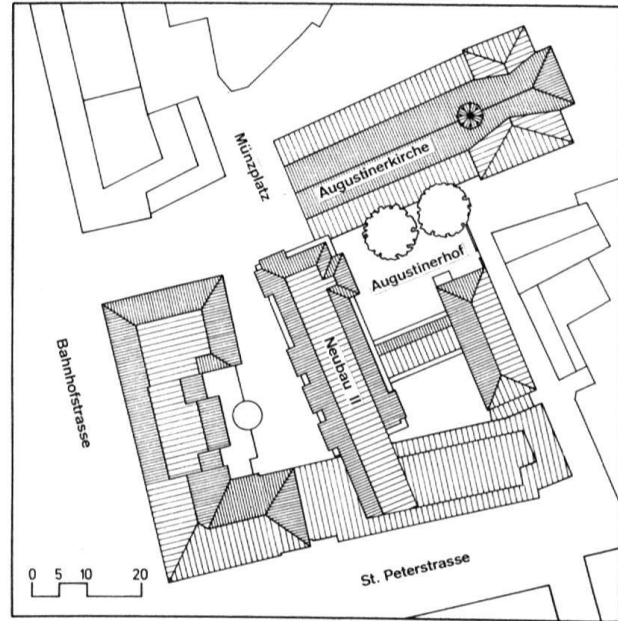 Münzplatz
Augustinerkirche
Augustinerhof
Neubau II
Bahnhofstrasse
St. Peterstrasse
0 5 10 20